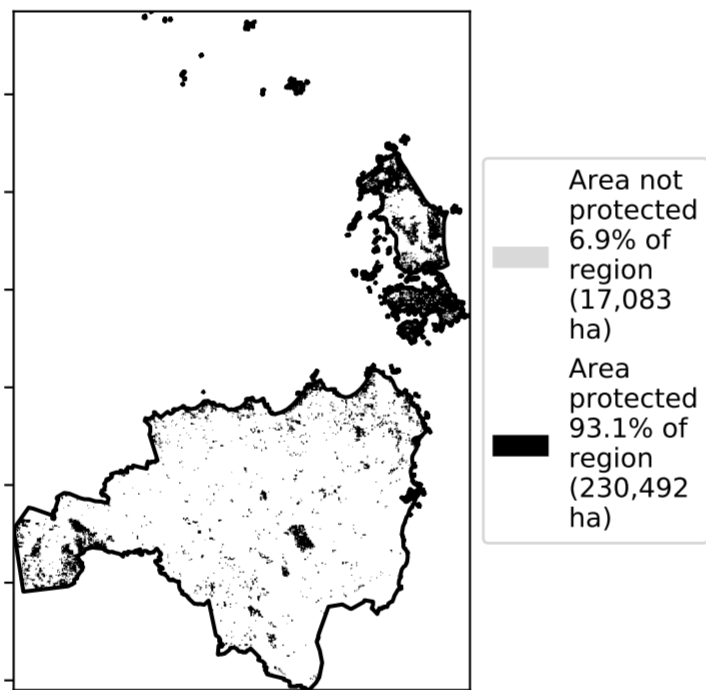 Area not
protected
6.9% of
region
(17,083
ha)
Area
protected
93.1% of
region
(230,492
ha)